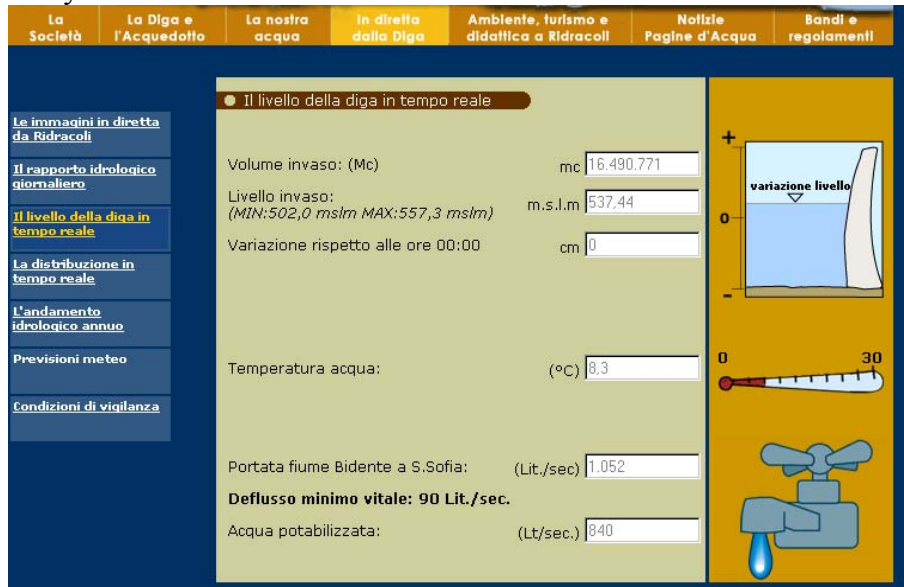 La Società
La Diga e l'Acquedotto
La nostra acqua
In diretta dalla Diga
Ambiente, turismo e didattica a Ridracoli
Notizie Pagine d'Acqua
Bandi e regolamenti
Le immagini in diretta
da Ridracoli
Il rapporto idrologico
giornaliero
Il livello della diga in
tempo reale
La distribuzione in
tempo reale
L'andamento
idrologico annuo
Previsioni meteo
Condizioni di vigilanza
Il livello della diga in tempo reale
Volume invaso: (Mc) mc 16.490.771
Livello invaso:
(MIN:502,0 mslm MAX:557,3 mslm) m.s.l.m 537,44
Variazione rispetto alle ore 00:00 cm 0
Temperatura acqua: (°C) 8,3
Portata fiume Bidente a S.Sofia: (Lit./sec) 1.052
Deflusso minimo vitale: 90 Lit./sec.
Acqua potabilizzata: (Lt/sec.) 840
+
variazione livello
0
-
0 30